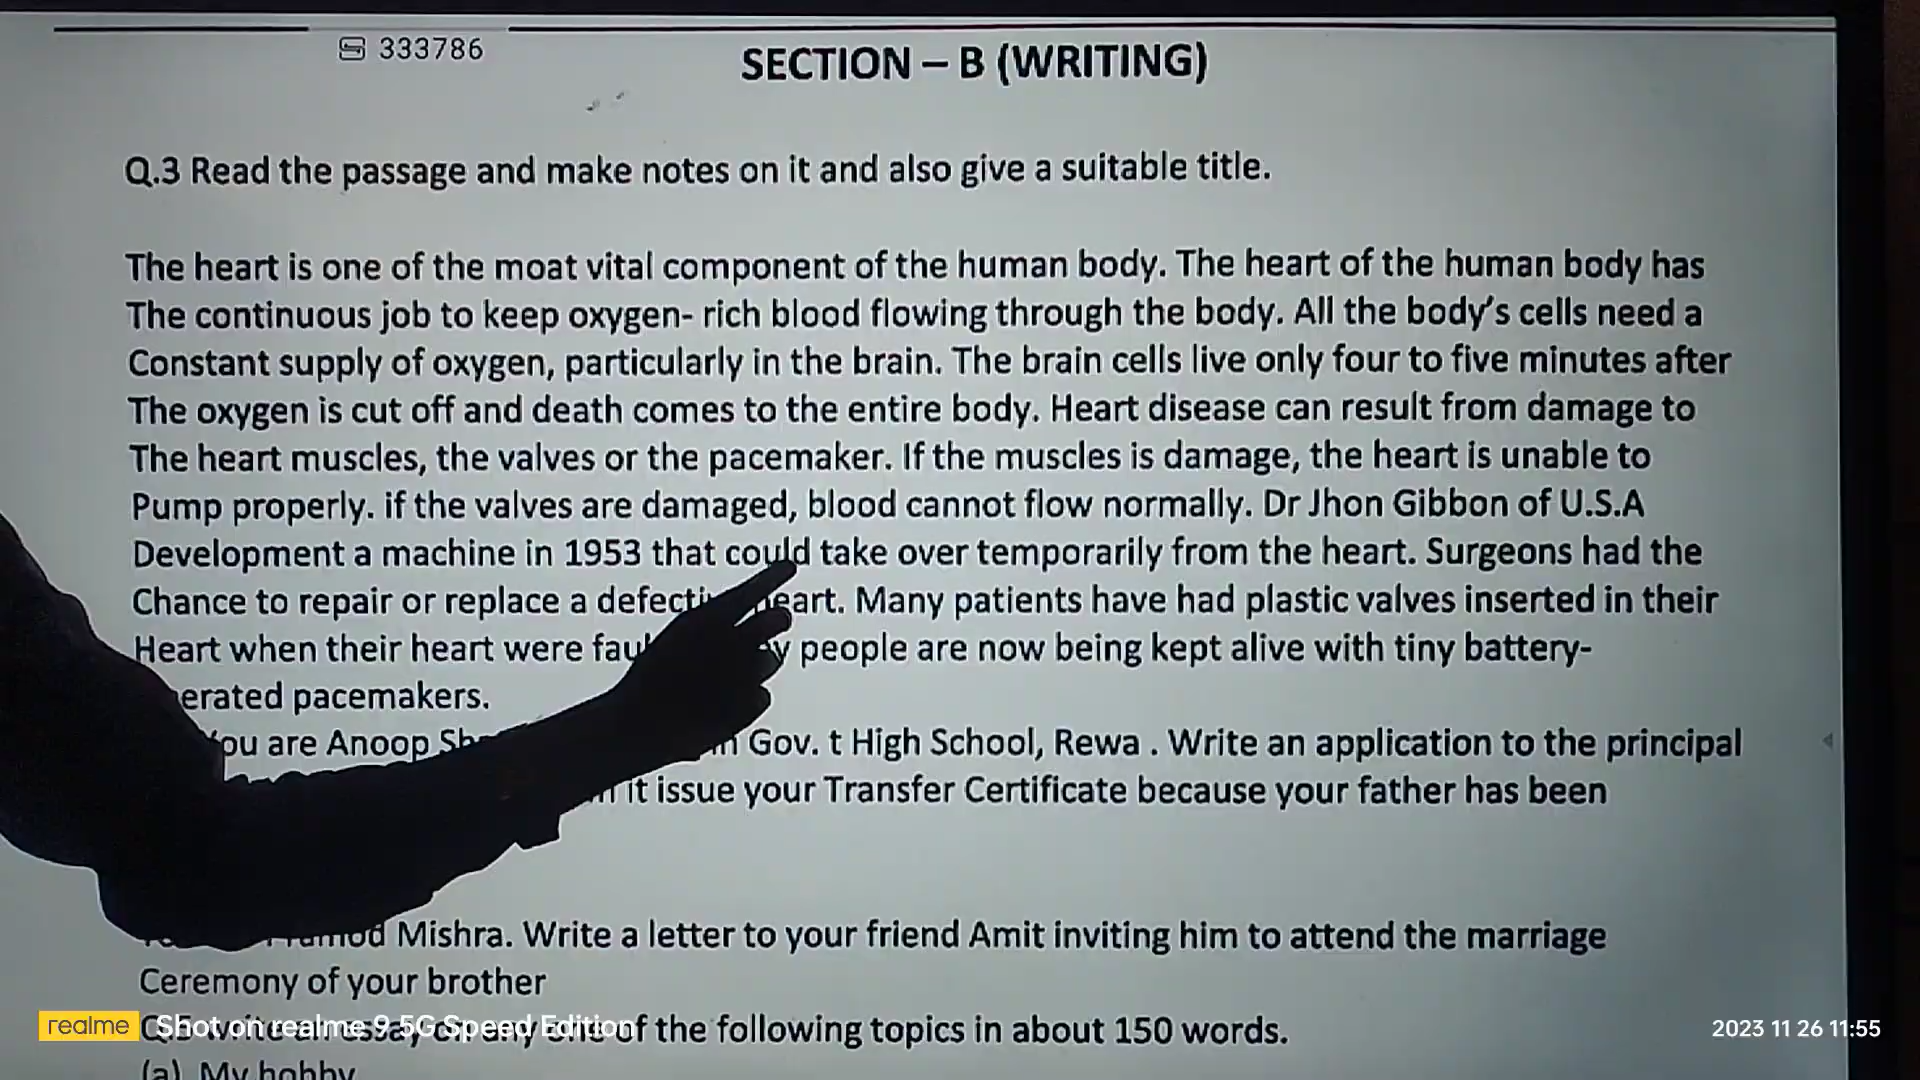 333786
SECTION – B (WRITING)
Q.3 Read the passage and make notes on it and also give a suitable title.
The heart is one of the moat vital component of the human body. The heart of the human body has
The continuous job to keep oxygen- rich blood flowing through the body. All the body's cells need a
Constant supply of oxygen, particularly in the brain. The brain cells live only four to five minutes after
The oxygen is cut off and death comes to the entire body. Heart disease can result from damage to
The heart muscles, the valves or the pacemaker. If the muscles is damage, the heart is unable to
Pump properly. if the valves are damaged, blood cannot flow normally. Dr Jhon Gibbon of U.S.A
Development a machine in 1953 that could take over temporarily from the heart. Surgeons had the
Chance to repair or replace a heart. Many patients have had plastic valves inserted in their
Heart when their heart were people are now being kept alive with tiny battery-
pacemakers.
are Anoop Gov. t High School, Rewa . Write an application to the principal
it issue your Transfer Certificate because your father has been
Mishra. Write a letter to your friend Amit inviting him to attend the marriage
Ceremony of your brother
of the following topics in about 150 words.
realme Shot on realme 9 5G Speed Edition
2023 11 26 11:55
(a) My hobby